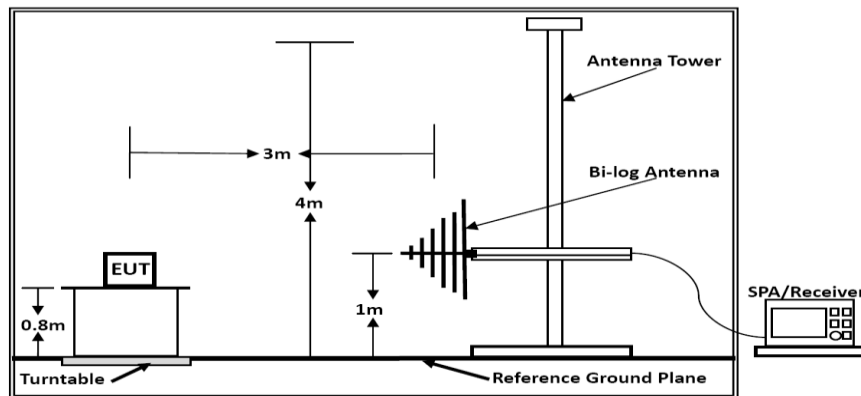 Antenna Tower
3m
Bi-log Antenna
4m
EUT
1m
SPA/Receiver
0.8m
Turntable
Reference Ground Plane